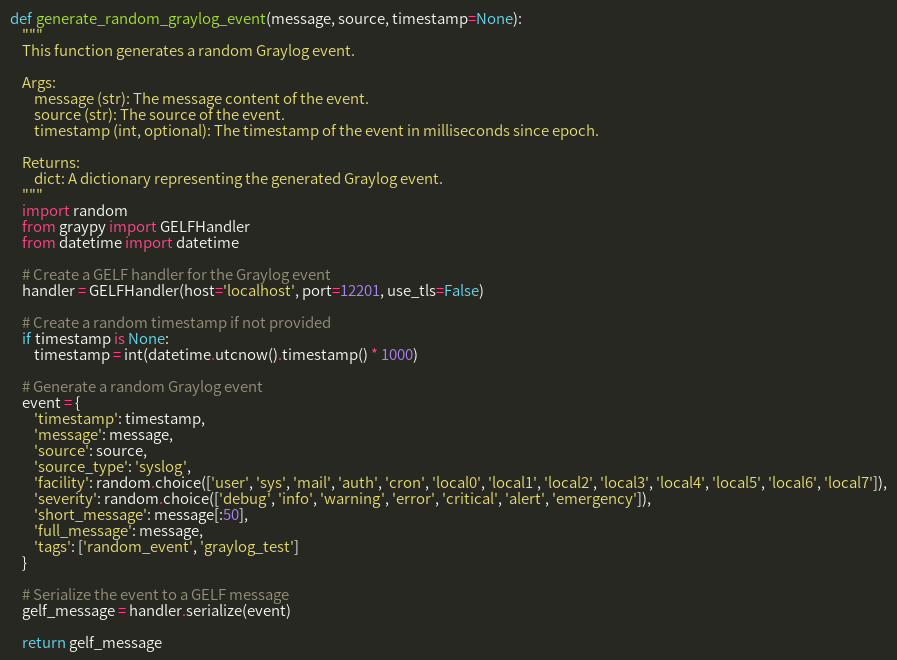 def generate_random_graylog_event(message, source, timestamp=None):
    """
    This function generates a random Graylog event.

    Args:
        message (str): The message content of the event.
        source (str): The source of the event.
        timestamp (int, optional): The timestamp of the event in milliseconds since epoch.

    Returns:
        dict: A dictionary representing the generated Graylog event.
    """
    import random
    from graypy import GELFHandler
    from datetime import datetime

    # Create a GELF handler for the Graylog event
    handler = GELFHandler(host='localhost', port=12201, use_tls=False)

    # Create a random timestamp if not provided
    if timestamp is None:
        timestamp = int(datetime.utcnow().timestamp() * 1000)

    # Generate a random Graylog event
    event = {
        'timestamp': timestamp,
        'message': message,
        'source': source,
        'source_type': 'syslog',
        'facility': random.choice(['user', 'sys', 'mail', 'auth', 'cron', 'local0', 'local1', 'local2', 'local3', 'local4', 'local5', 'local6', 'local7']),
        'severity': random.choice(['debug', 'info', 'warning', 'error', 'critical', 'alert', 'emergency']),
        'short_message': message[:50],
        'full_message': message,
        'tags': ['random_event', 'graylog_test']
    }

    # Serialize the event to a GELF message
    gelf_message = handler.serialize(event)

    return gelf_message